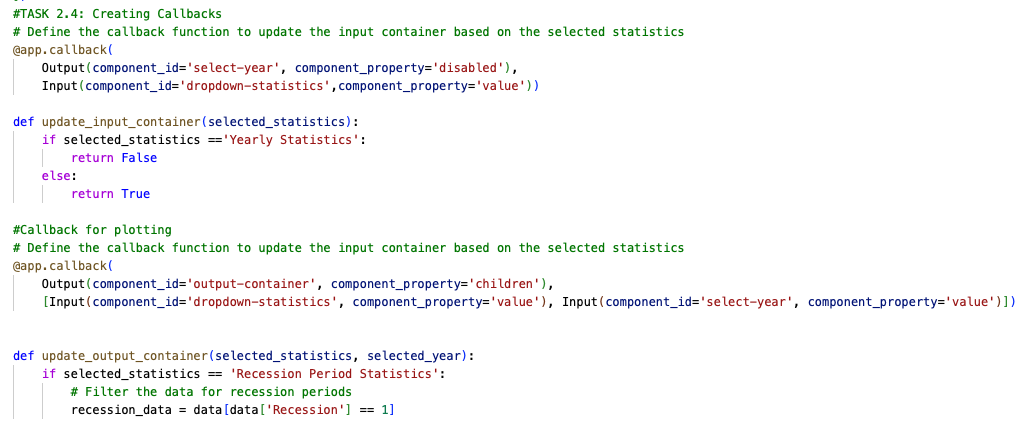 #TASK 2.4: Creating Callbacks
# Define the callback function to update the input container based on the selected statistics
@app.callback(
    Output(component_id='select-year', component_property='disabled'),
    Input(component_id='dropdown-statistics',component_property='value'))

def update_input_container(selected_statistics):
    if selected_statistics =='Yearly Statistics':
        return False
    else:
        return True

#Callback for plotting
# Define the callback function to update the input container based on the selected statistics
@app.callback(
    Output(component_id='output-container', component_property='children'),
    [Input(component_id='dropdown-statistics', component_property='value'), Input(component_id='select-year', component_property='value')])


def update_output_container(selected_statistics, selected_year):
    if selected_statistics == 'Recession Period Statistics':
        # Filter the data for recession periods
        recession_data = data[data['Recession'] == 1]